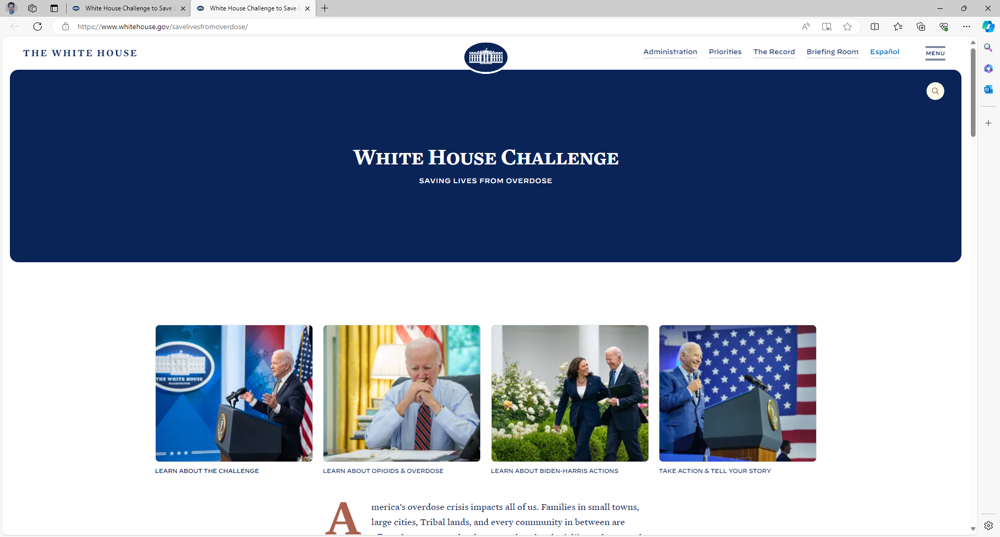 White House Challenge to Save
White House Challenge to Save
https://www.whitehouse.gov/savelivesfromoverdose/
THE WHITE HOUSE
Administration
Priorities
The Record
Briefing Room
Español
MENU
WHITE HOUSE CHALLENGE
SAVING LIVES FROM OVERDOSE
THE WHITE HOUSE
WASHINGTON
LEARN ABOUT THE CHALLENGE
LEARN ABOUT OPIOIDS & OVERDOSE
LEARN ABOUT BIDEN-HARRIS ACTIONS
TAKE ACTION & TELL YOUR STORY
America’s overdose crisis impacts all of us. Families in small towns,
large cities, Tribal lands, and every community in between are